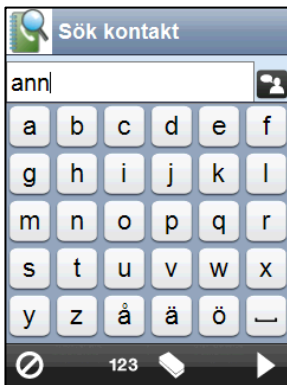 Sök kontakt
ann
a b c d e f
g h i j k l
m n o p q r
s t u v w x
y z å ä ö
123